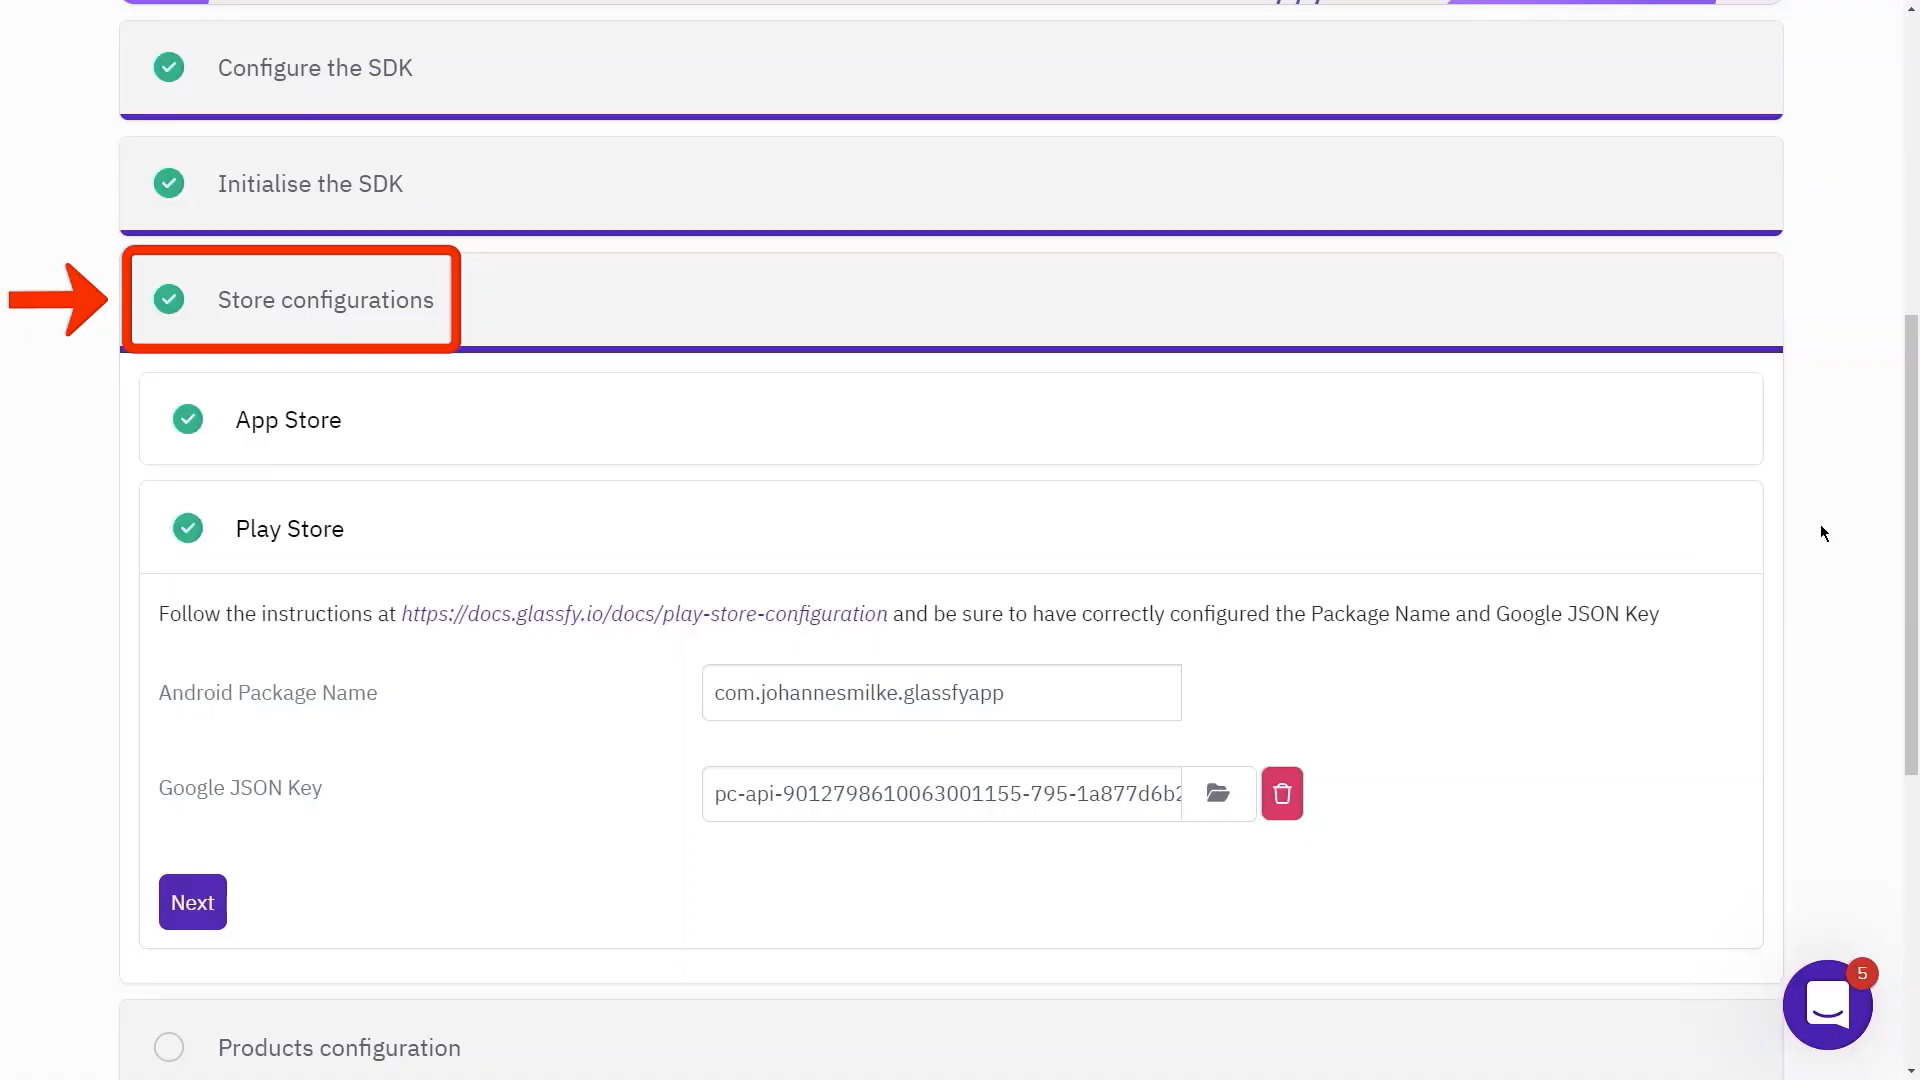 Configure the SDK
Initialise the SDK
Store configurations
App Store
Play Store
Follow the instructions at https://docs.glassfy.io/docs/play-store-configuration and be sure to have correctly configured the Package Name and Google JSON Key
Android Package Name
com.johannesmilke.glassfyapp
Google JSON Key
pc-api-9012798610063001155-795-1a877d6b2
Next
5
Products configuration